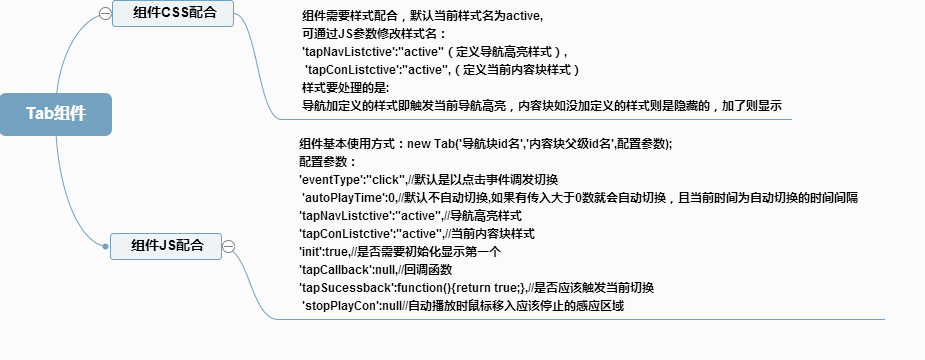 组件CSS配合
组件需要样式配合，默认当前样式名为active,
可通过JS参数修改样式名：
'tapNavListctive':"active"（定义导航高亮样式）,
'tapConListctive':"active",（定义当前内容块样式）
样式要处理的是:
导航加定义的样式即触发当前导航高亮，内容块如没加定义的样式则是隐藏的，加了则显示
Tab组件
组件JS配合
组件基本使用方式：new Tab('导航块id名','内容块父级id名',配置参数);
配置参数：
'eventType':"click",//默认是以点击事件调发切换
'autoPlayTime':0,//默认不自动切换,如果有传入大于0数就会自动切换，且当前时间为自动切换的时间间隔
'tapNavListctive':"active",//导航高亮样式
'tapConListctive':"active",//当前内容块样式
'init':true,//是否需要初始化显示第一个
'tapCallback':null,//回调函数
'tapSucessback':function(){return true;},//是否应该触发当前切换
'stopPlayCon':null//自动播放时鼠标移入应该停止的感应区域